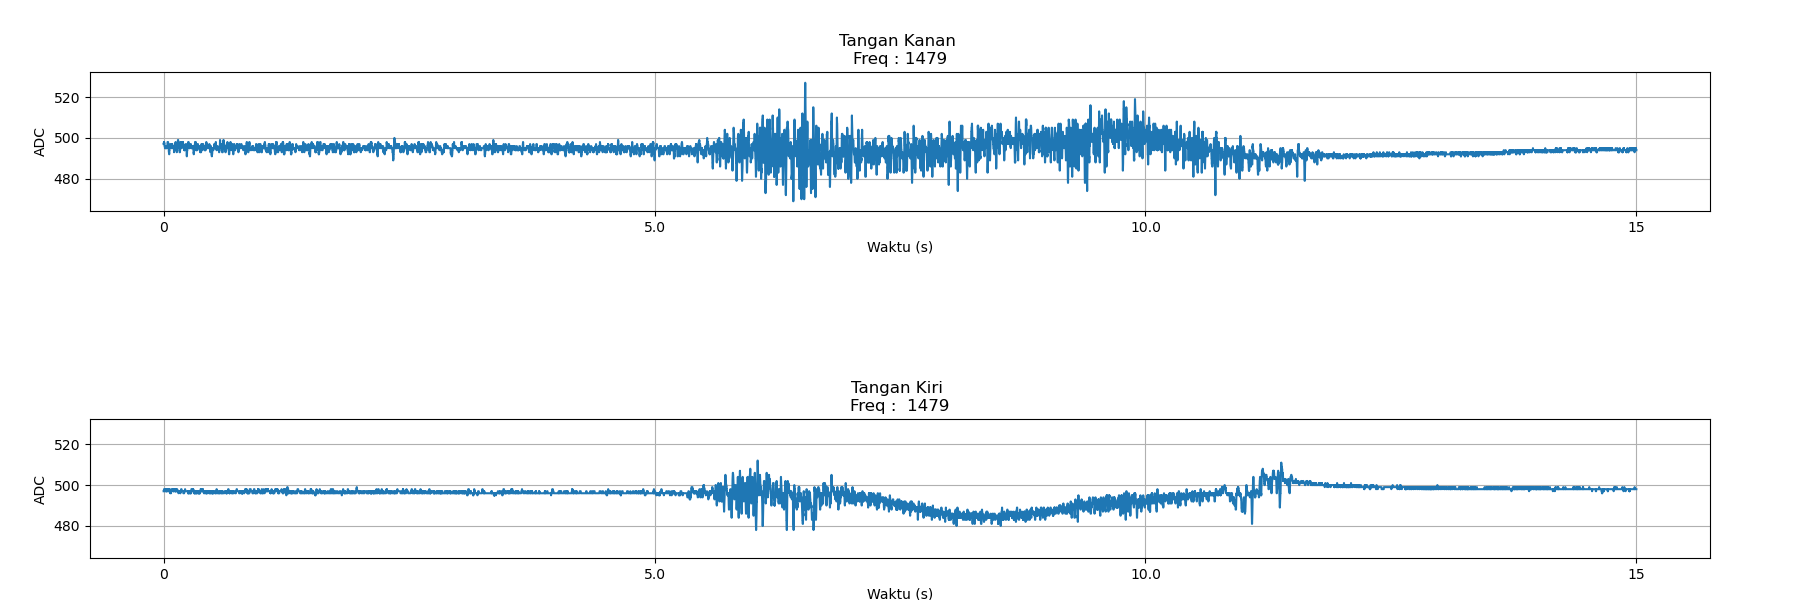 Tangan Kanan
Freq : 1479
520
500
480
ADC
0 5.0 10.0 15
Waktu (s)
Tangan Kiri
Freq :  1479
520
500
480
ADC
0 5.0 10.0 15
Waktu (s)